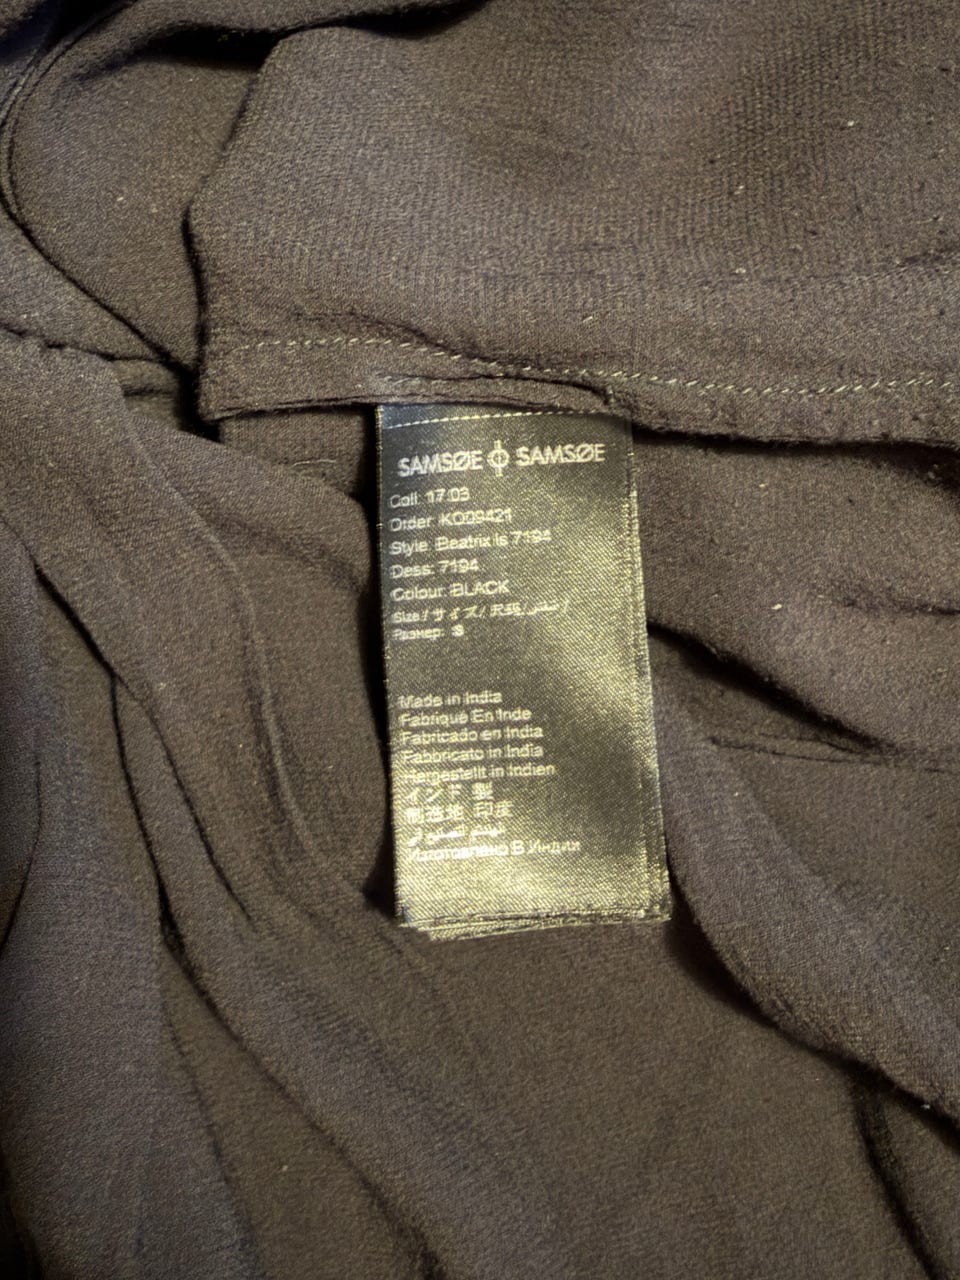 SAMSØE SAMSØE
Coll: 17 03
Order: KO09421
Style: Beatrix ls 7194
Dess: 7194
Colour: BLACK
Size / サイズ / 尺码 /
Размер: S
Made in India
Fabriqué En Inde
Fabricado en India
Fabbricato in India
Hergestellt in Indien
インド 製
制造地 印度
Изготовлено В Индии